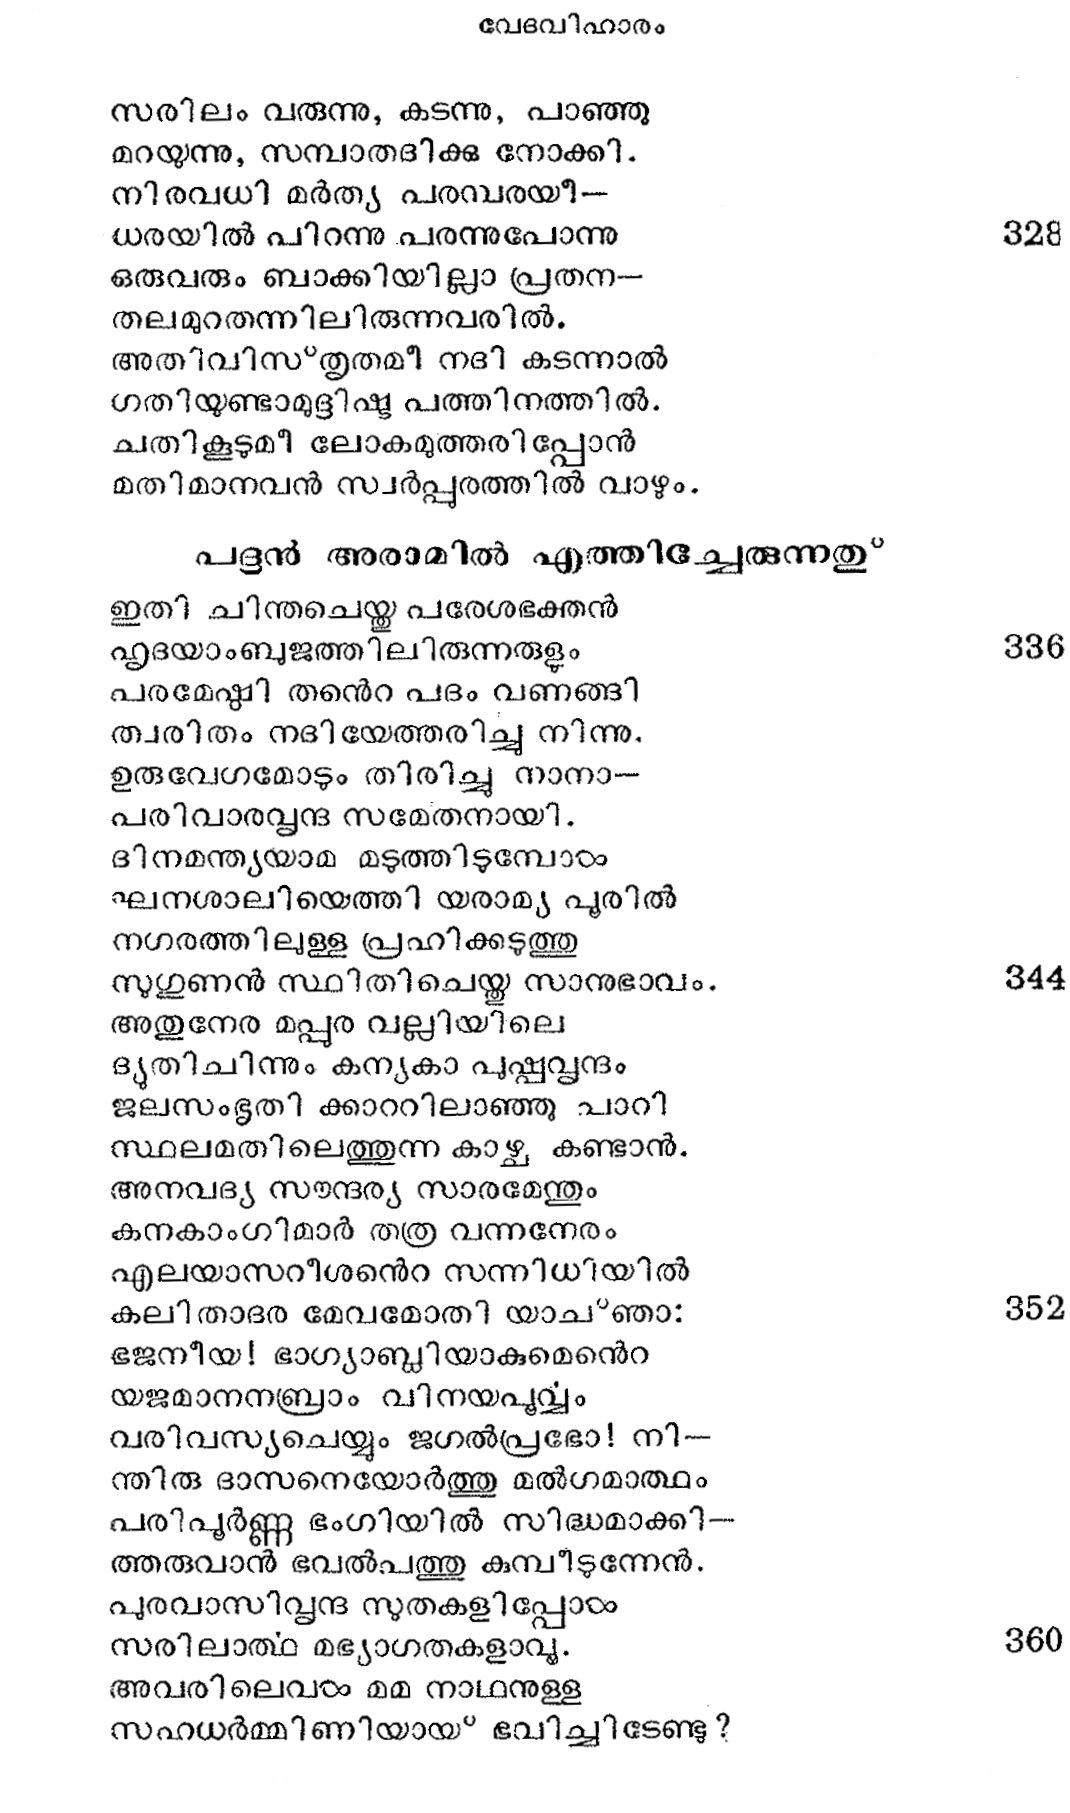 വേദവിഹാരം
സരിലം വരുന്നു, കടന്നു, പാഞ്ഞു
മറയുന്നു, സമ്പാതദിക്കു നോക്കി.
നിരവധി മർത്യ പരമ്പരയീ—
ധരയിൽ പിറന്നു പരന്നുപോന്നു 328
ഒരുവരും ബാക്കിയില്ലാ പ്രതന—
തലമുറതന്നിലിരുന്നവരിൽ.
അതിവിസ്തൃതമീ നദി കടന്നാൽ
ഗതിയുണ്ടാമുദ്ദിഷ്ട പത്തിനത്തിൽ.
ചതികൂടുമീ ലോകമുത്തരിപ്പോൻ
മതിമാനവൻ സ്വർപ്പുരത്തിൽ വാഴും.
പദ്ദൻ അരാമിൽ എത്തിച്ചേരുന്നതു്
ഇതി ചിന്തചെയ്തു പരേശഭക്തൻ
ഹൃദയാംബുജത്തിലിരുന്നരുളും 336
പരമേഷ്ഠി തൻെറ പദം വണങ്ങി
ത്വരിതം നദിയേത്തരിച്ചു നിന്നു.
ഉരുവേഗമോടും തിരിച്ചു നാനാ—
പരിവാരവൃന്ദ സമേതനായി.
ദിനമന്ത്യയാമ മടുത്തിടുമ്പോൾ
ഘനശാലിയെത്തി യരാമ്യ പൂരിൽ
നഗരത്തിലുള്ള പ്രഹിക്കടുത്തു
സുഗുണൻ സ്ഥിതിചെയ്തു സാനുഭാവം. 344
അതുനേര മപ്പുര വല്ലിയിലെ
ദ്യുതിചിന്നും കന്യകാ പുഷ്പവൃന്ദം
ജലസംഭൃതി ക്കാററിലാഞ്ഞു പാറി
സ്ഥലമതിലെത്തുന്ന കാഴ്ച കണ്ടാൻ.
അനവദ്യ സൗന്ദര്യ സാരമേന്തും
കനകാംഗിമാർ തത്ര വന്നനേരം
എലയാസറീശൻെറ സന്നിധിയിൽ
കലിതാദര മേവമോതി യാച്ഞാ: 352
ഭജനീയ! ഭാഗ്യാബ്ധിയാകുമെൻെറ
യജമാനനബ്രാം വിനയപൂർവ്വം
വരിവസ്യചെയ്യും ജഗൽപ്രഭോ! നി—
ന്തിരു ദാസനെയോർത്തു മൽഗമാർത്ഥം
പരിപൂർണ്ണ ഭംഗിയിൽ സിദ്ധമാക്കി—
ത്തരുവാൻ ഭവൽപത്തു കുമ്പീടുന്നേൻ.
പുരവാസിവൃന്ദ സുതകളിപ്പോൾ
സരിലാർത്ഥ മഭ്യാഗതകളാവൂ. 360
അവരിലെവൾ മമ നാഥനുള്ള
സഹധർമ്മിണിയായ് ഭവിച്ചിടേണ്ടു?